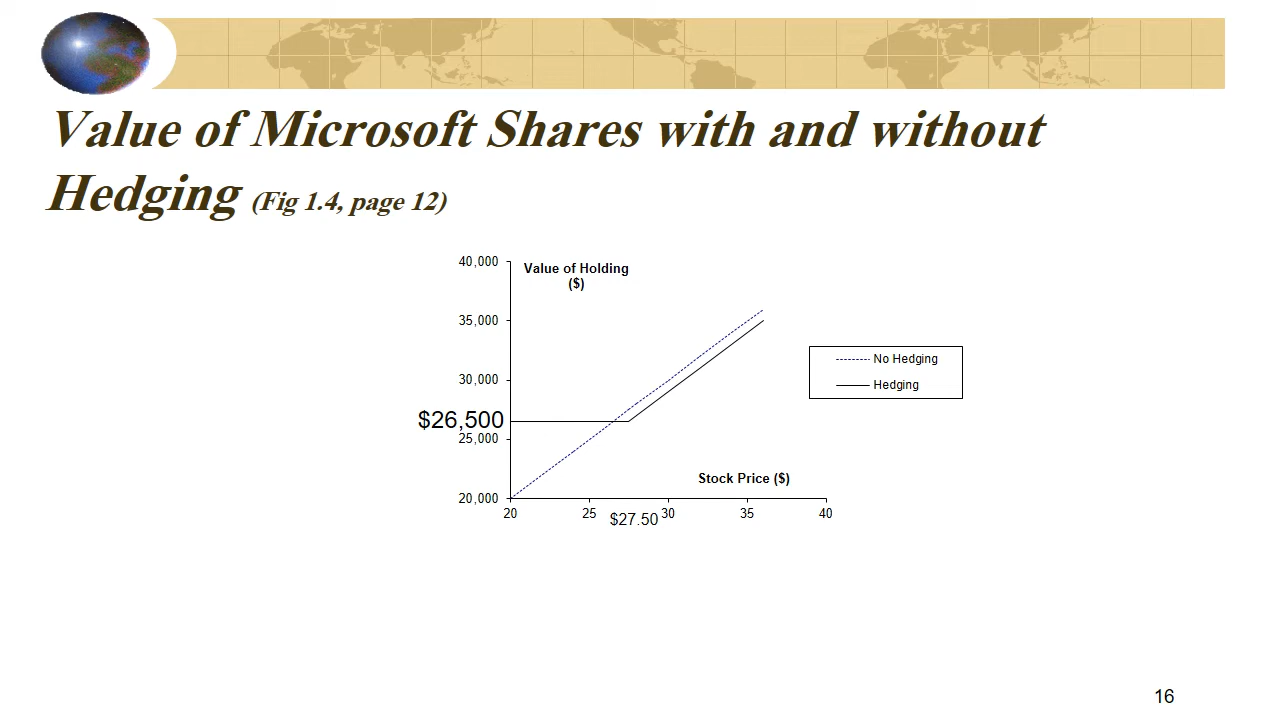 Value of Microsoft Shares with and without
Hedging (Fig 1.4, page 12)
40,000
Value of Holding
($)
35,000
No Hedging
30,000
Hedging
$26,500
25,000
Stock Price ($)
20,000
20
25
$27.50
30
35
40
16